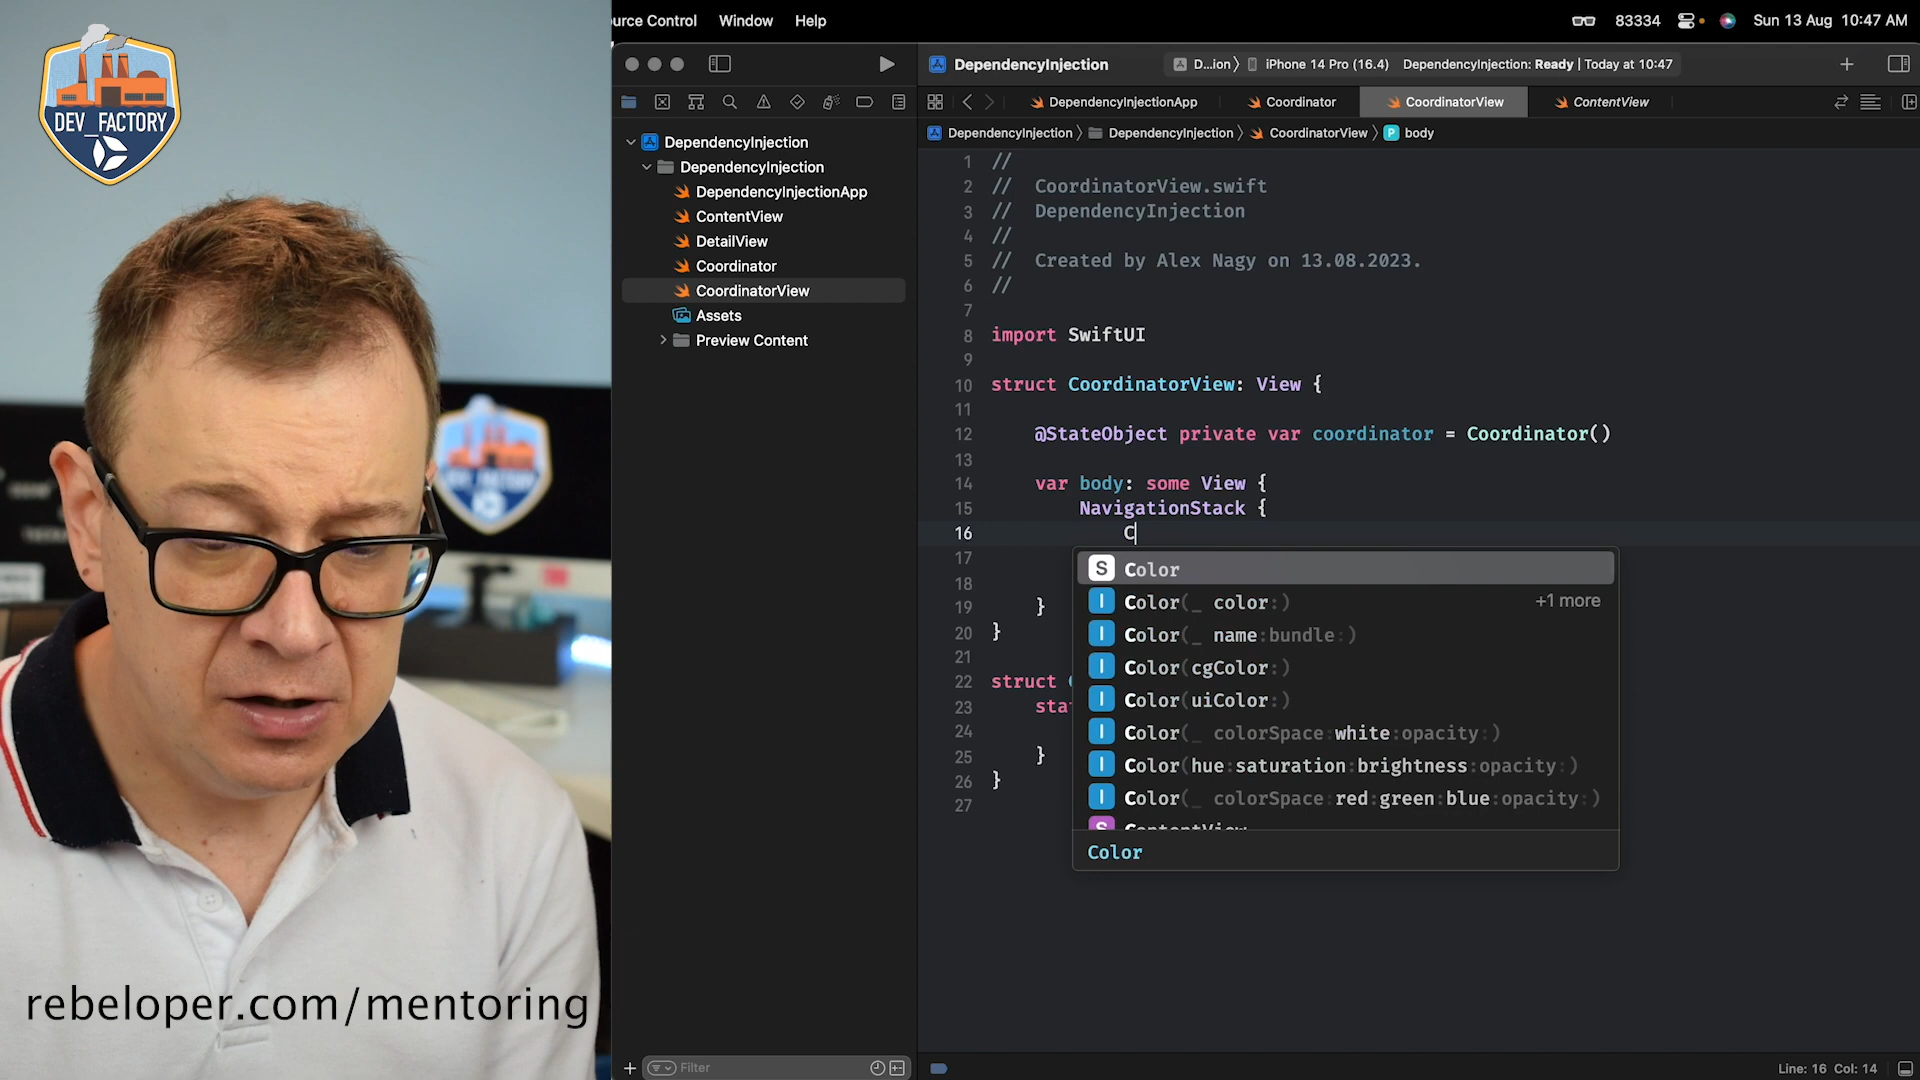 DEV_FACTORY
rebeloper.com/mentoring
urce Control Window Help
83334 Sun 13 Aug 10:47 AM
DependencyInjection
D...ion〉 iPhone 14 Pro (16.4) DependencyInjection: Ready | Today at 10:47
DependencyInjectionApp Coordinator CoordinatorView ContentView
DependencyInjection 〉 DependencyInjection 〉 CoordinatorView 〉 P body
DependencyInjection
DependencyInjection
DependencyInjectionApp
ContentView
DetailView
Coordinator
CoordinatorView
Assets
Preview Content
Filter
1 //
2 // CoordinatorView.swift
3 // DependencyInjection
4 //
5 // Created by Alex Nagy on 13.08.2023.
6 //
7
8 import SwiftUI
9
10 struct CoordinatorView: View {
11
12 @StateObject private var coordinator = Coordinator()
13
14 var body: some View {
15 NavigationStack {
16 C
17
18
19 }
20 }
21
22 struct
23 sta
24
25 }
26 }
27
S Color
I Color(_ color:) +1 more
I Color(_ name:bundle:)
I Color(cgColor:)
I Color(uiColor:)
I Color(_ colorSpace:white:opacity:)
I Color(hue:saturation:brightness:opacity:)
I Color(_ colorSpace:red:green:blue:opacity:)
S ContentView
Color
Line: 16 Col: 14